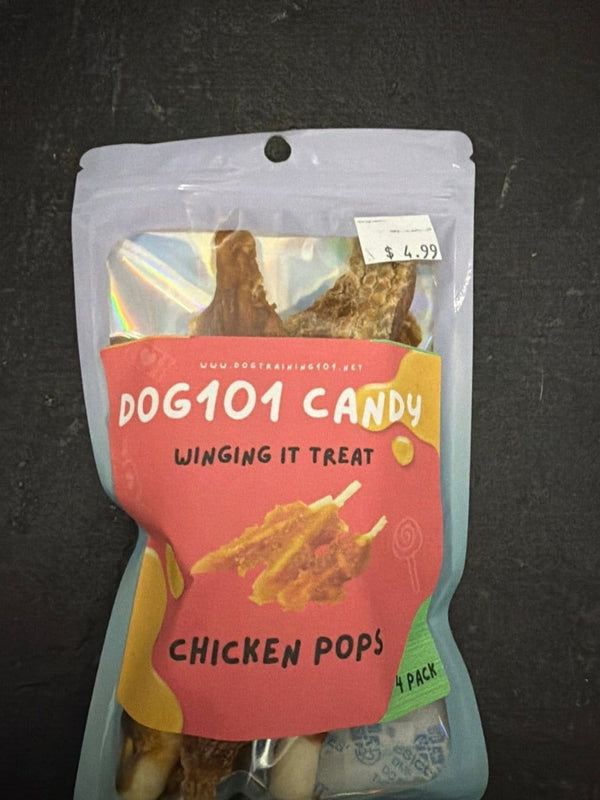 $ 4.99
WWW.DOGTRAINING101.NET
DOG101 CANDY
WINGING IT TREAT
CHICKEN POPS
4 PACK